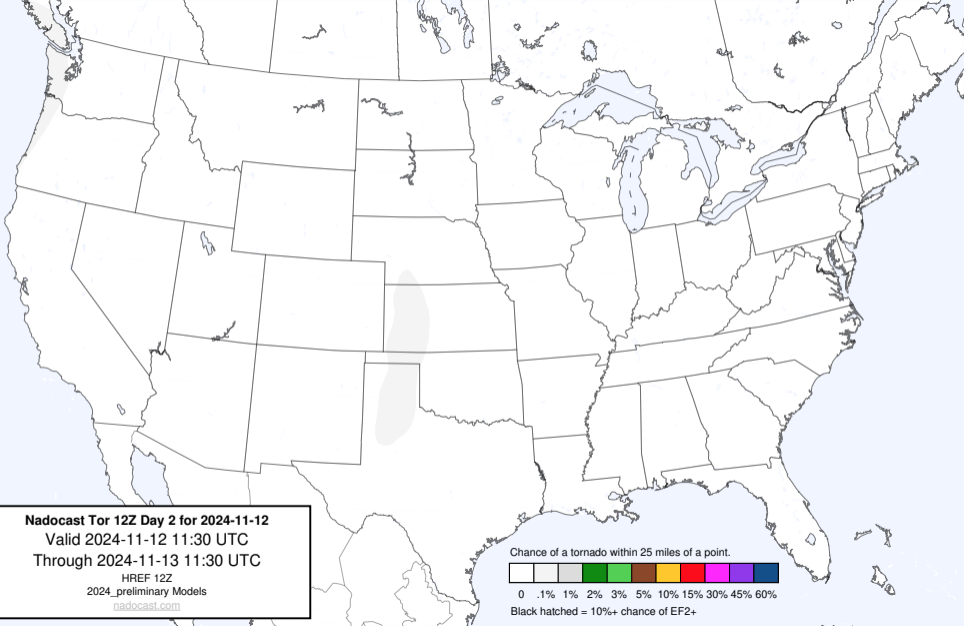 Nadocast Tor 12Z Day 2 for 2024-11-12
Valid 2024-11-12 11:30 UTC
Through 2024-11-13 11:30 UTC
HREF 12Z
2024_preliminary Models
nadocast.com
Chance of a tornado within 25 miles of a point.
0 .1% 1% 2% 3% 5% 10% 15% 30% 45% 60%
Black hatched = 10%+ chance of EF2+